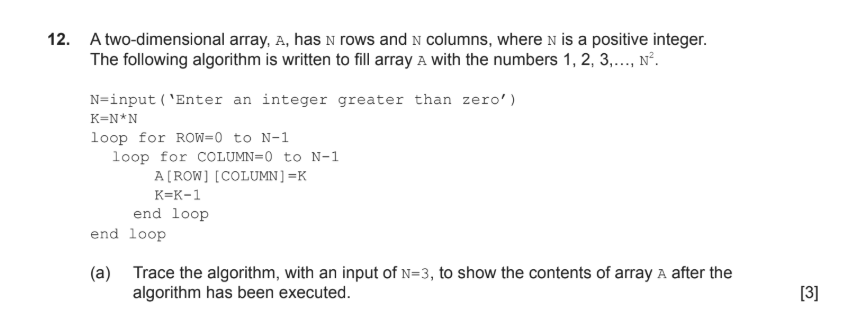 12. A two-dimensional array, A, has N rows and N columns, where N is a positive integer.
The following algorithm is written to fill array A with the numbers 1, 2, 3,…, N².
N=input(‘Enter an integer greater than zero’)
K=N*N
loop for ROW=0 to N-1
loop for COLUMN=0 to N-1
A[ROW][COLUMN]=K
K=K-1
end loop
end loop
(a) Trace the algorithm, with an input of N=3, to show the contents of array A after the
algorithm has been executed. [3]